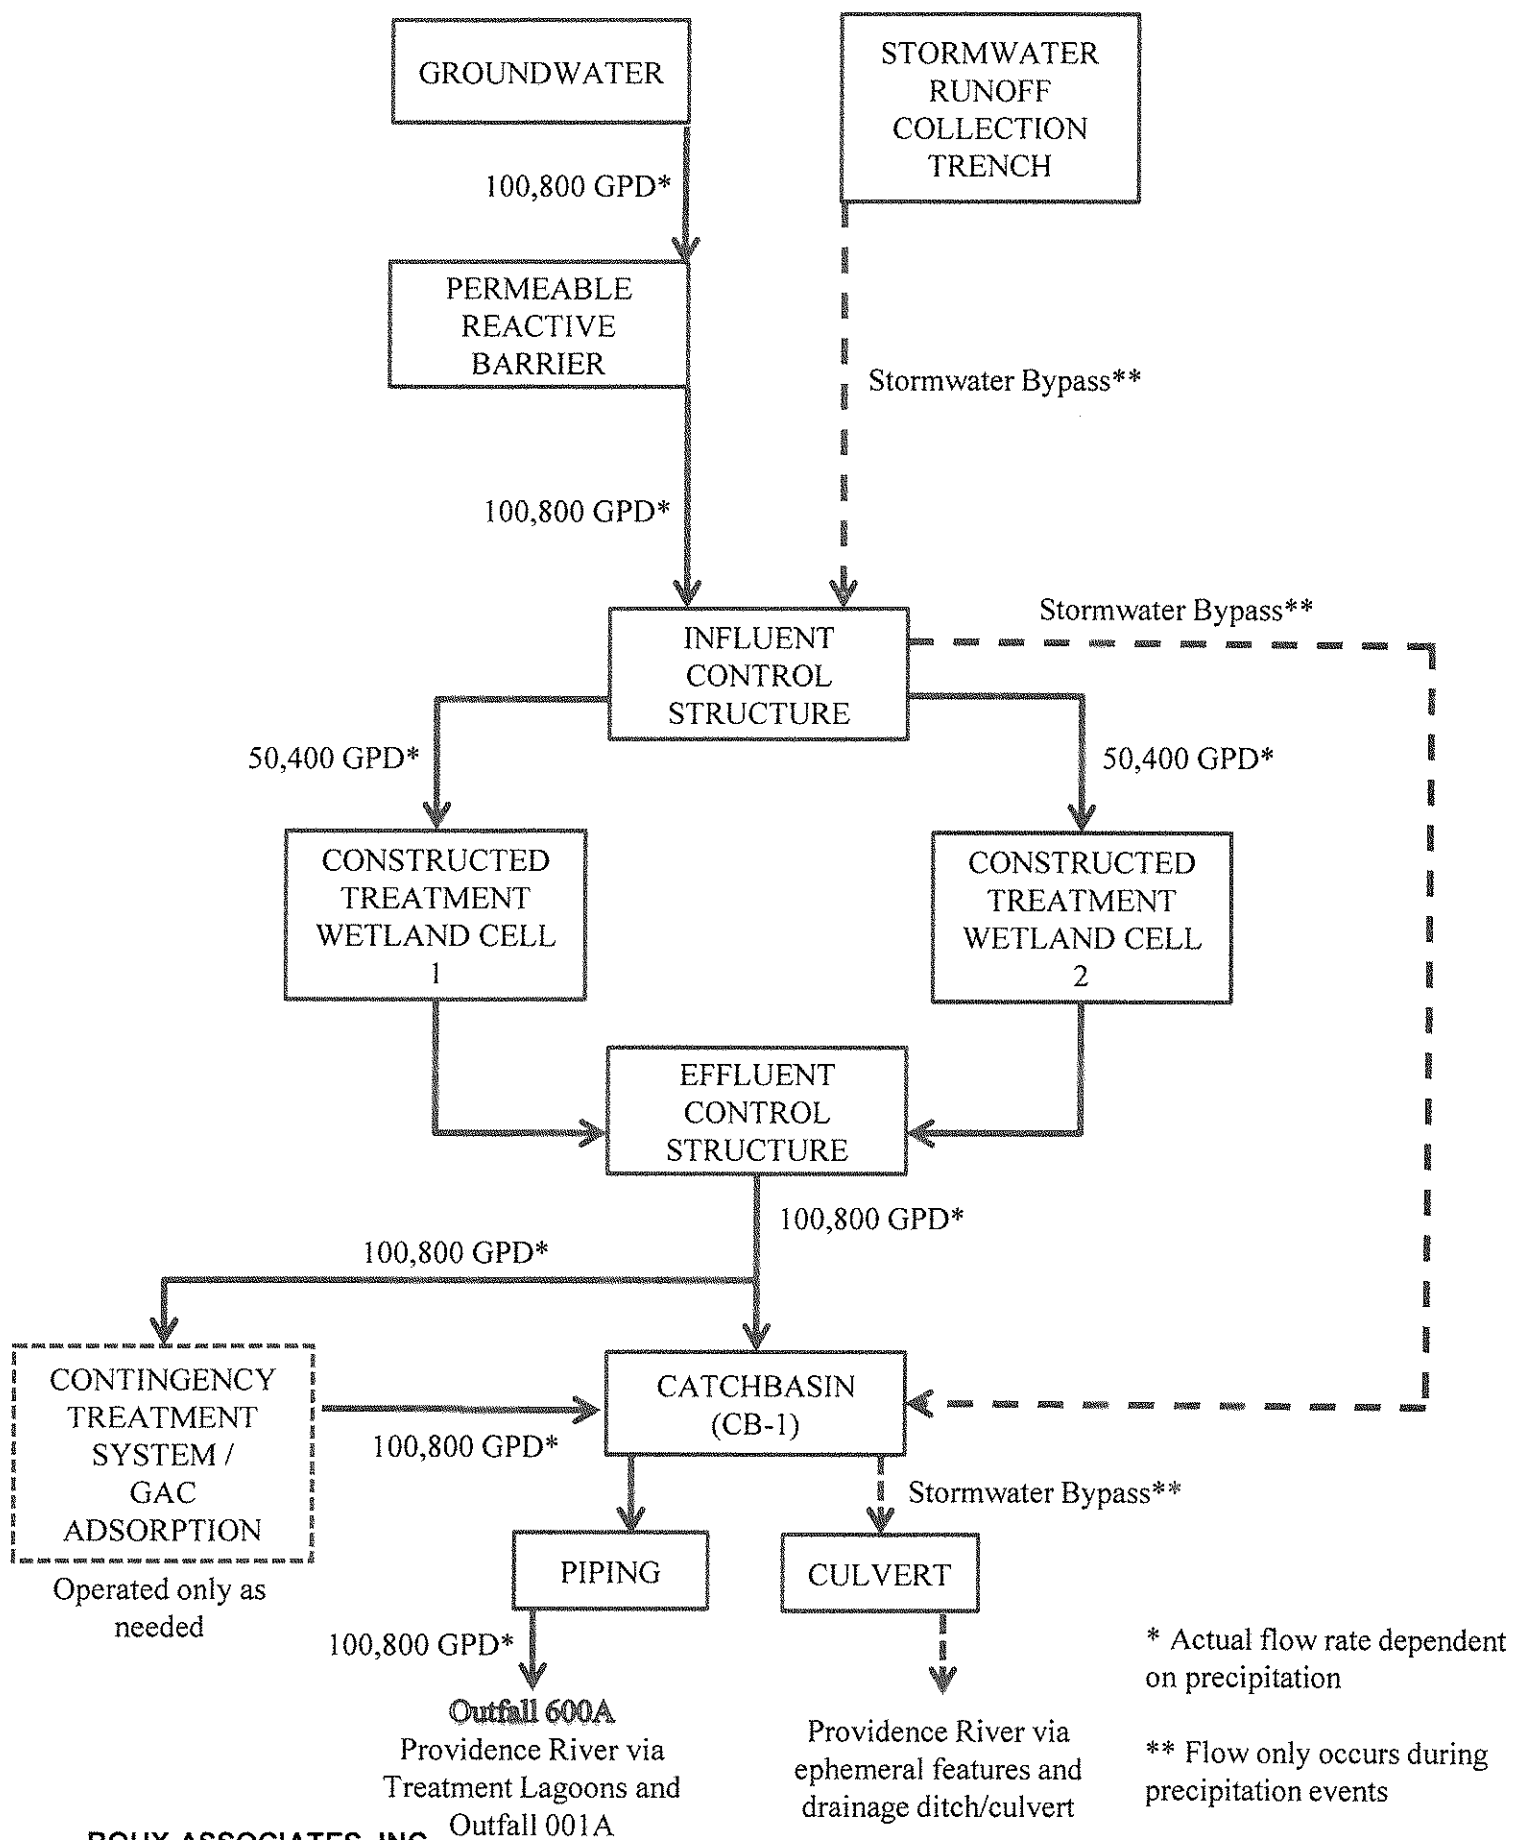 GROUNDWATER
STORMWATER
RUNOFF
COLLECTION
TRENCH
100,800 GPD*
PERMEABLE
REACTIVE
BARRIER
Stormwater Bypass**
100,800 GPD*
Stormwater Bypass**
INFLUENT
CONTROL
STRUCTURE
50,400 GPD*
50,400 GPD*
CONSTRUCTED
TREATMENT
WETLAND CELL
1
CONSTRUCTED
TREATMENT
WETLAND CELL
2
EFFLUENT
CONTROL
STRUCTURE
100,800 GPD*
100,800 GPD*
CONTINGENCY
TREATMENT
SYSTEM /
GAC
ADSORPTION
Operated only as
needed
100,800 GPD*
CATCHBASIN
(CB-1)
Stormwater Bypass**
PIPING
CULVERT
100,800 GPD*
Outfall 600A
Providence River via
Treatment Lagoons and
Outfall 001A
Providence River via
ephemeral features and
drainage ditch/culvert
* Actual flow rate dependent
on precipitation
** Flow only occurs during
precipitation events
ROUX ASSOCIATES, INC.